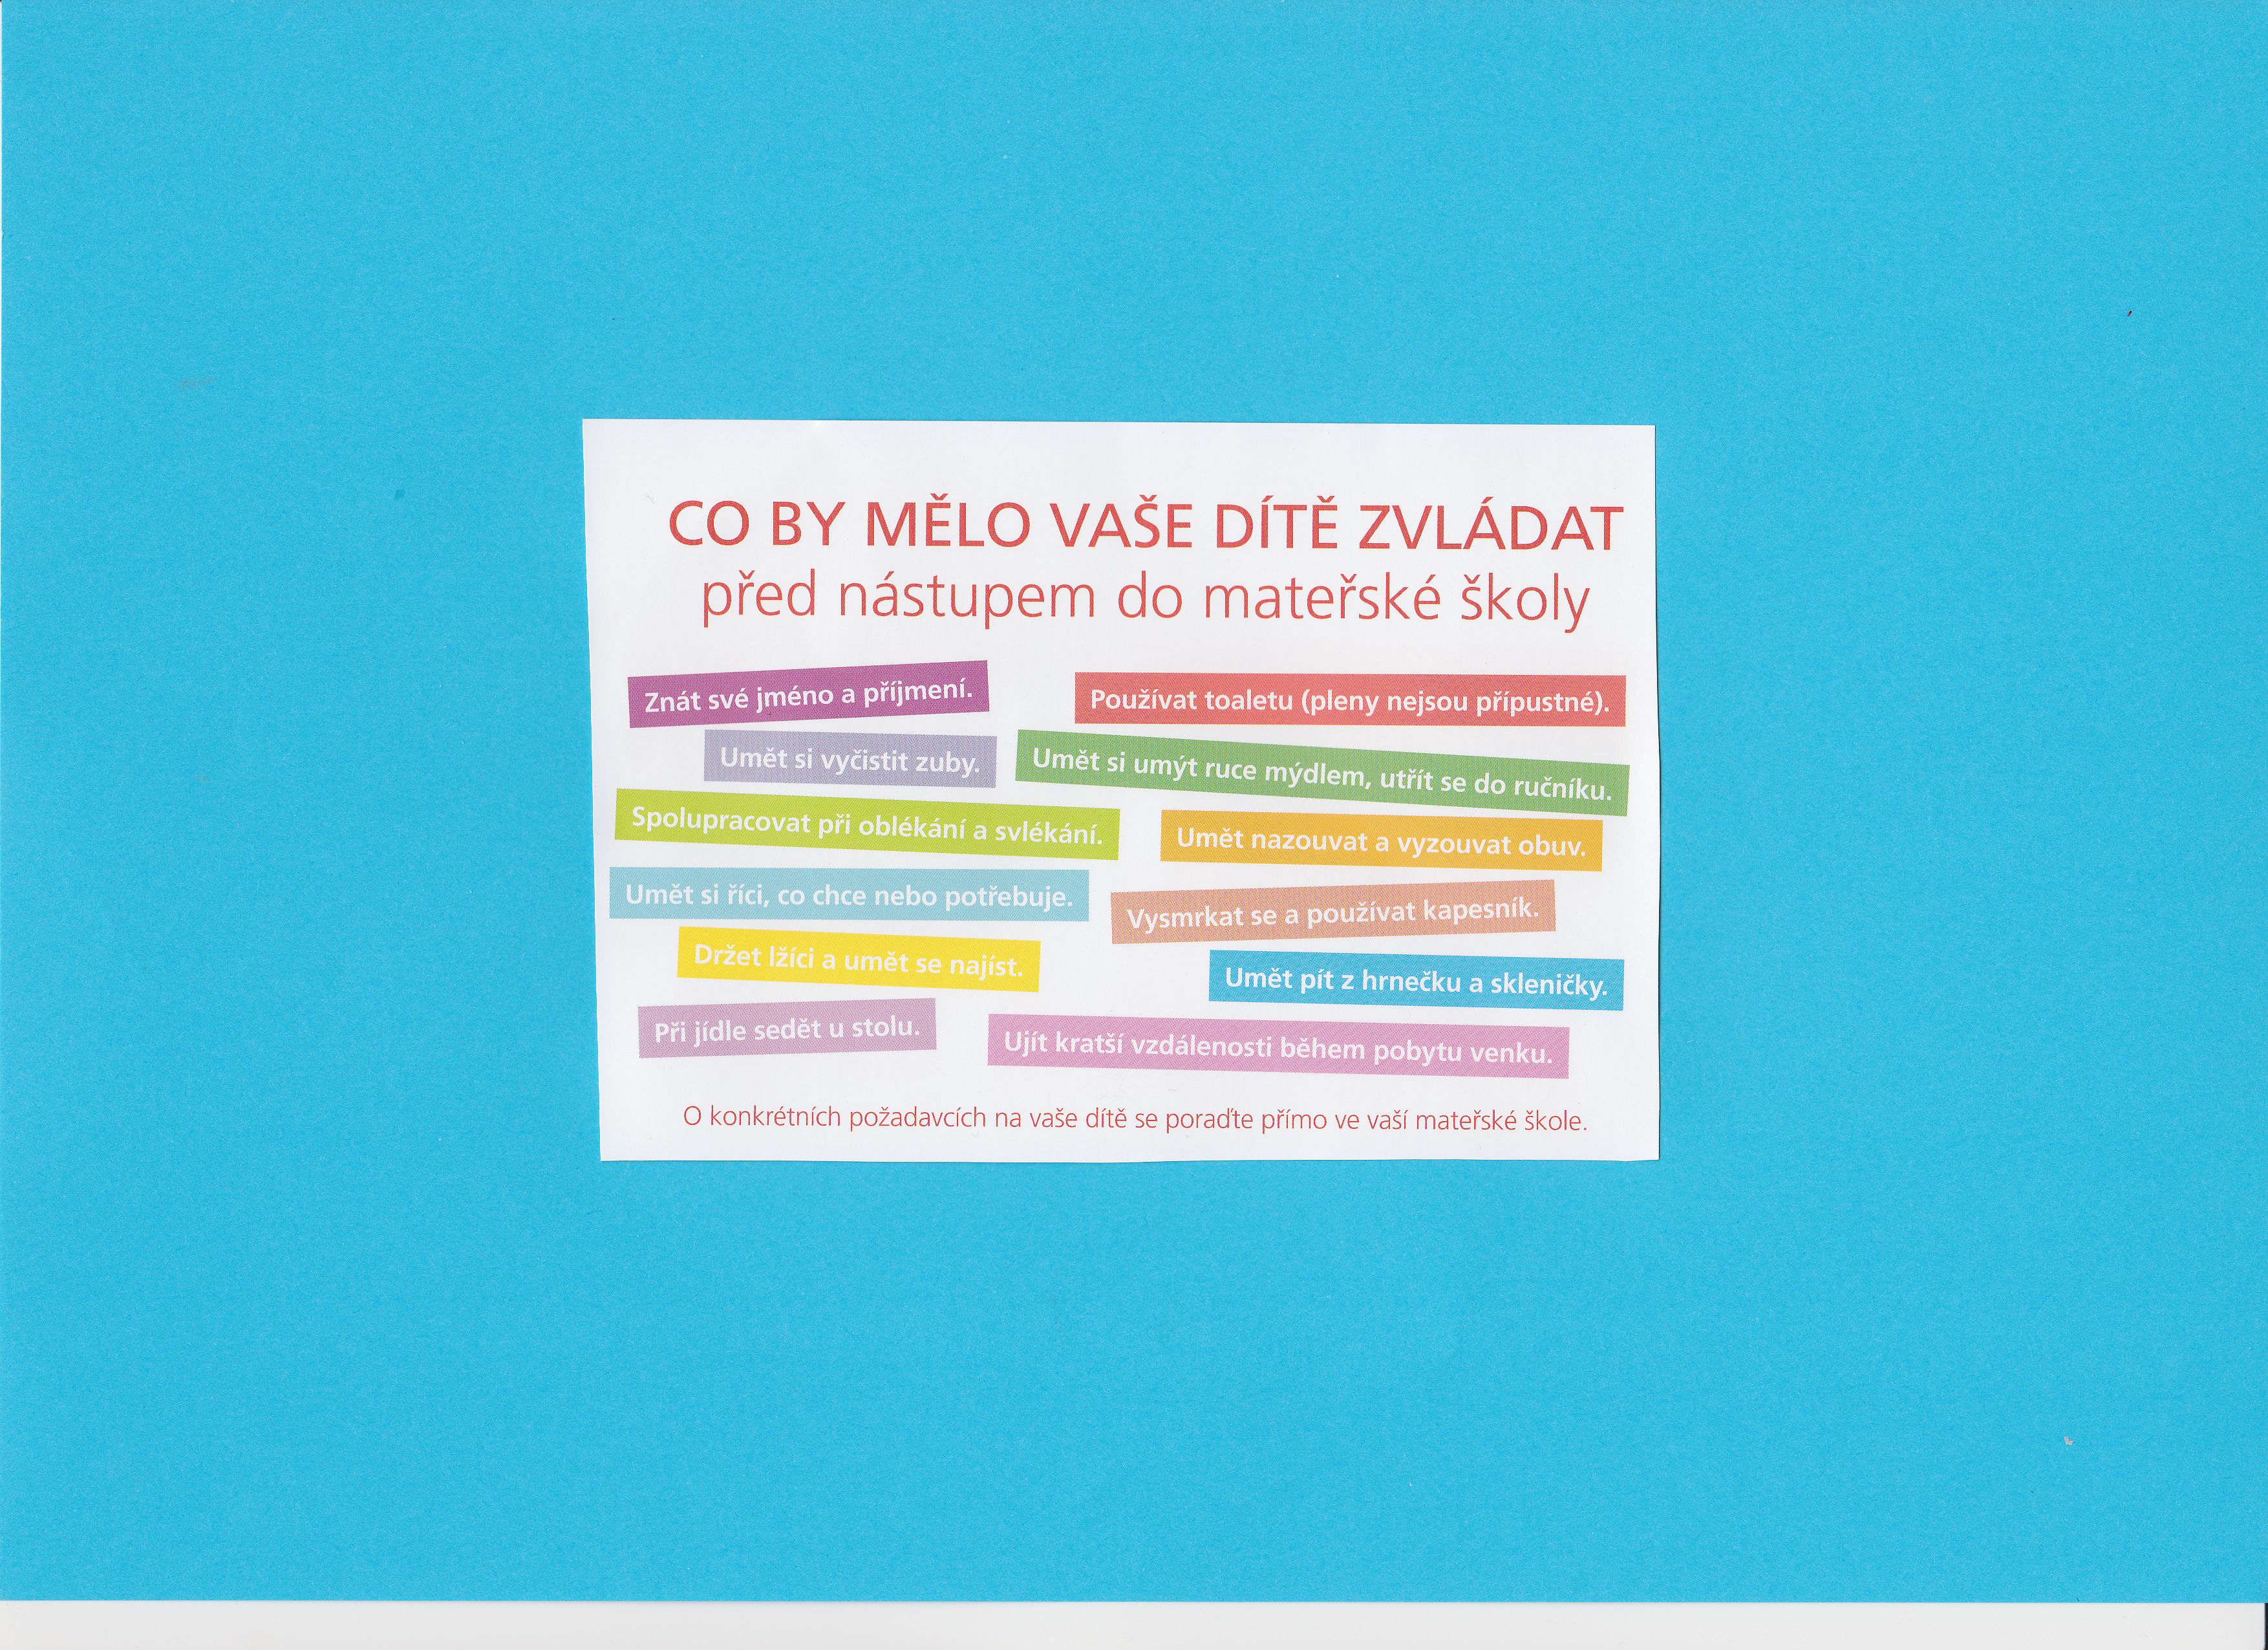 CO BY MĚLO VAŠE DÍTĚ ZVLÁDAT
před nástupem do mateřské školy
Znát své jméno a příjmení.
Používat toaletu (pleny nejsou přípustné).
Umět si vyčistit zuby.
Umět si umýt ruce mýdlem, utřít se do ručníku.
Spolupracovat při oblékání a svlékání.
Umět nazouvat a vyzouvat obuv.
Umět si říci, co chce nebo potřebuje.
Vysmrkat se a používat kapesník.
Držet lžíci a umět se najíst.
Umět pít z hrnečku a skleničky.
Při jídle sedět u stolu.
Ujít kratší vzdálenosti během pobytu venku.
O konkrétních požadavcích na vaše dítě se poraďte přímo ve vaší mateřské škole.